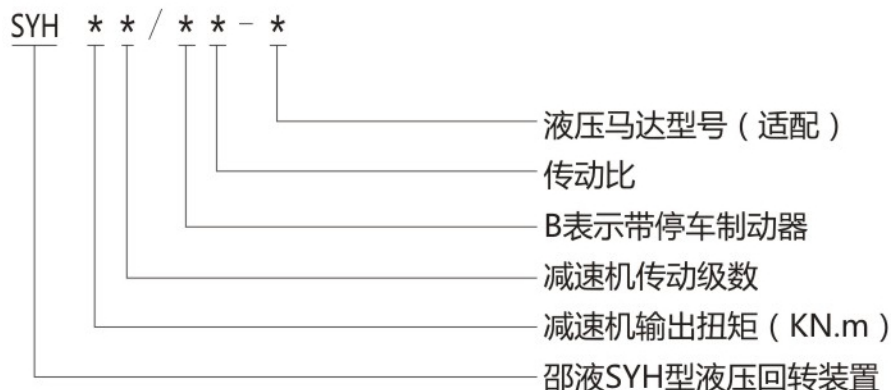 SYH * * / * * - *
液压马达型号（适配）
传动比
B表示带停车制动器
减速机传动级数
减速机输出扭矩（KN.m）
邵液SYH型液压回转装置